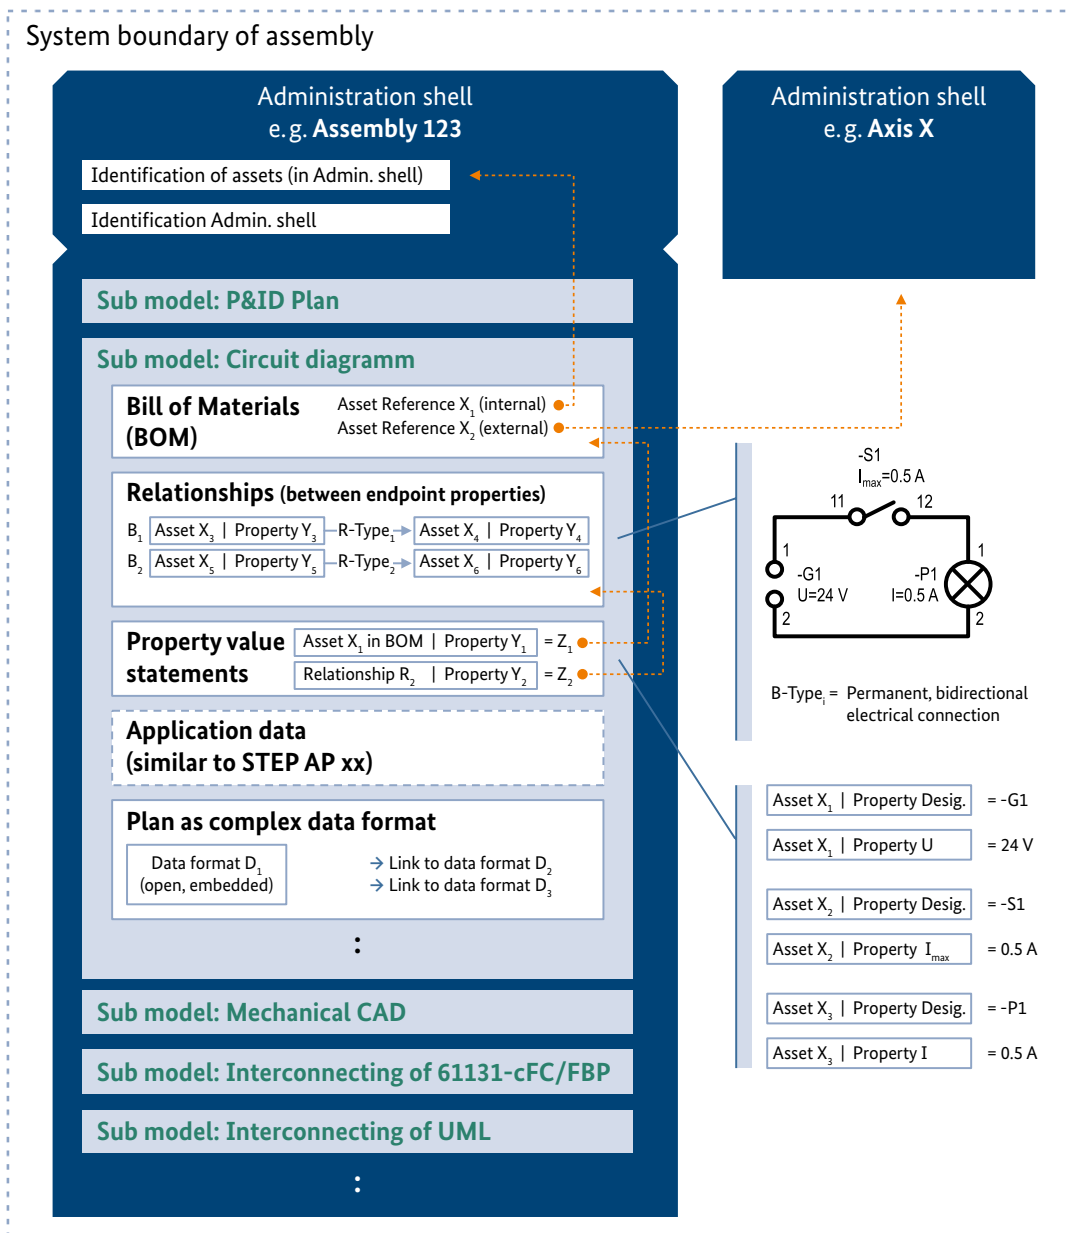 System boundary of assembly
Administration shell
e. g. Assembly 123
Identification of assets (in Admin. shell)
Identification Admin. shell
Administration shell
e. g. Axis X
Sub model: P&ID Plan
Sub model: Circuit diagramm
Bill of Materials
(BOM)
Asset Reference X₁ (internal)
Asset Reference X₂ (external)
Relationships (between endpoint properties)
B₁ Asset X₃ | Property Y₃ R-Type₁ Asset X₄ | Property Y₄
B₂ Asset X₅ | Property Y₅ R-Type₂ Asset X₆ | Property Y₆
Property value
statements
Asset X₁ in BOM | Property Y₁ = Z₁
Relationship R₂ | Property Y₂ = Z₂
Application data
(similar to STEP AP xx)
Plan as complex data format
Data format D₁
(open, embedded)
→ Link to data format D₂
→ Link to data format D₃
:
Sub model: Mechanical CAD
Sub model: Interconnecting of 61131-cFC/FBP
Sub model: Interconnecting of UML
:
-S1
Imax=0.5 A
11 12
1 1
-G1
U=24 V
-P1
I=0.5 A
2 2
B-Typeᵢ = Permanent, bidirectional
electrical connection
Asset X₁ | Property Desig. = -G1
Asset X₁ | Property U = 24 V
Asset X₂ | Property Desig. = -S1
Asset X₂ | Property Imax = 0.5 A
Asset X₃ | Property Desig. = -P1
Asset X₃ | Property I = 0.5 A